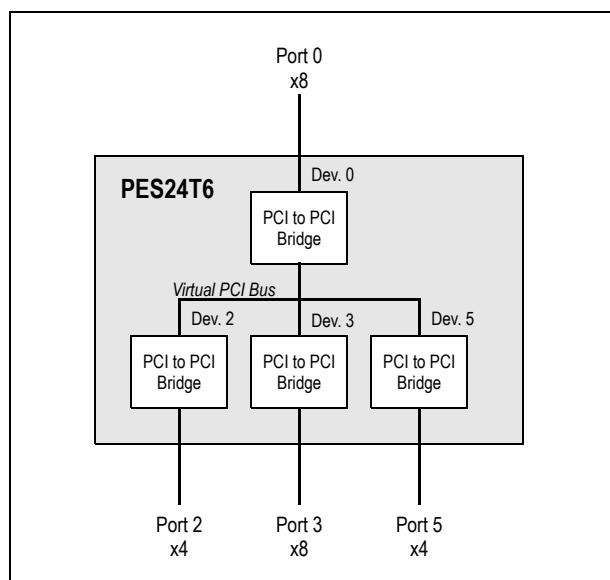 Port 0
x8
Dev. 0
PES24T6
PCI to PCI
Bridge
Virtual PCI Bus
Dev. 2
Dev. 3
Dev. 5
PCI to PCI
Bridge
PCI to PCI
Bridge
PCI to PCI
Bridge
Port 2
x4
Port 3
x8
Port 5
x4